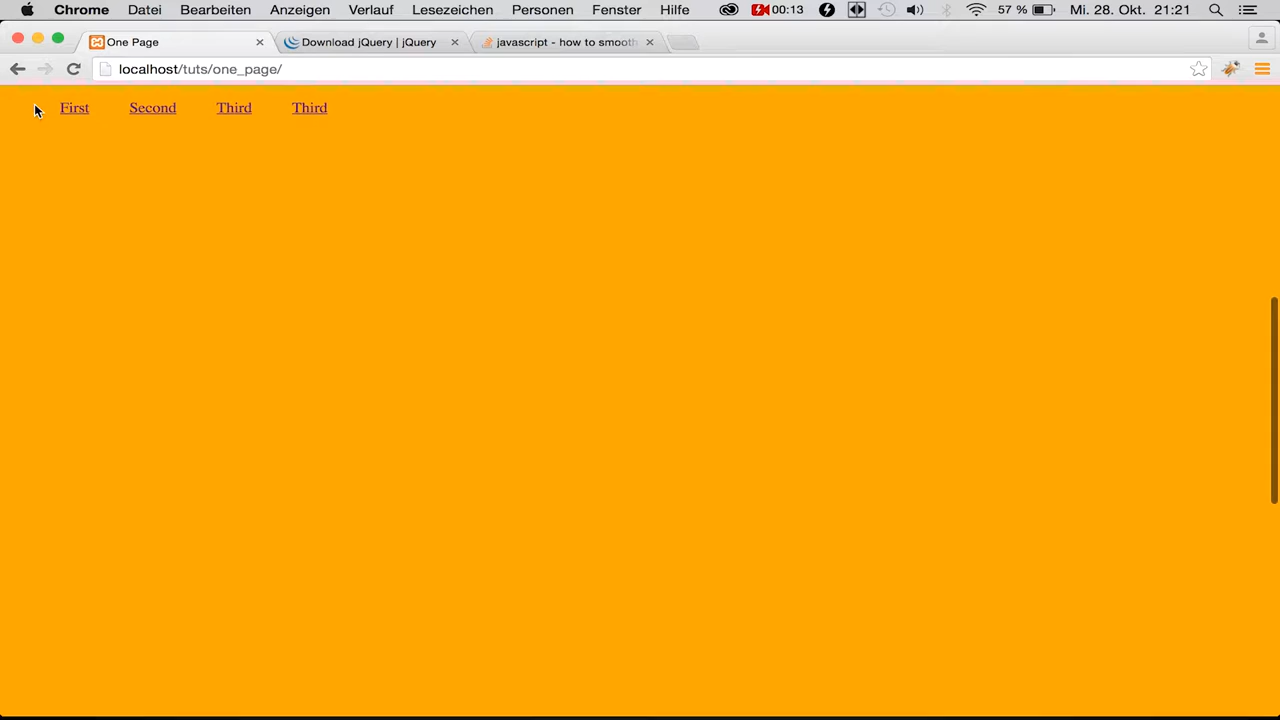 Chrome Datei Bearbeiten Anzeigen Verlauf Lesezeichen Personen Fenster Hilfe 00:13 57 % Mi. 28. Okt. 21:21
One Page Download jQuery | jQuery javascript - how to smooth
localhost/tuts/one_page/
First Second Third Third